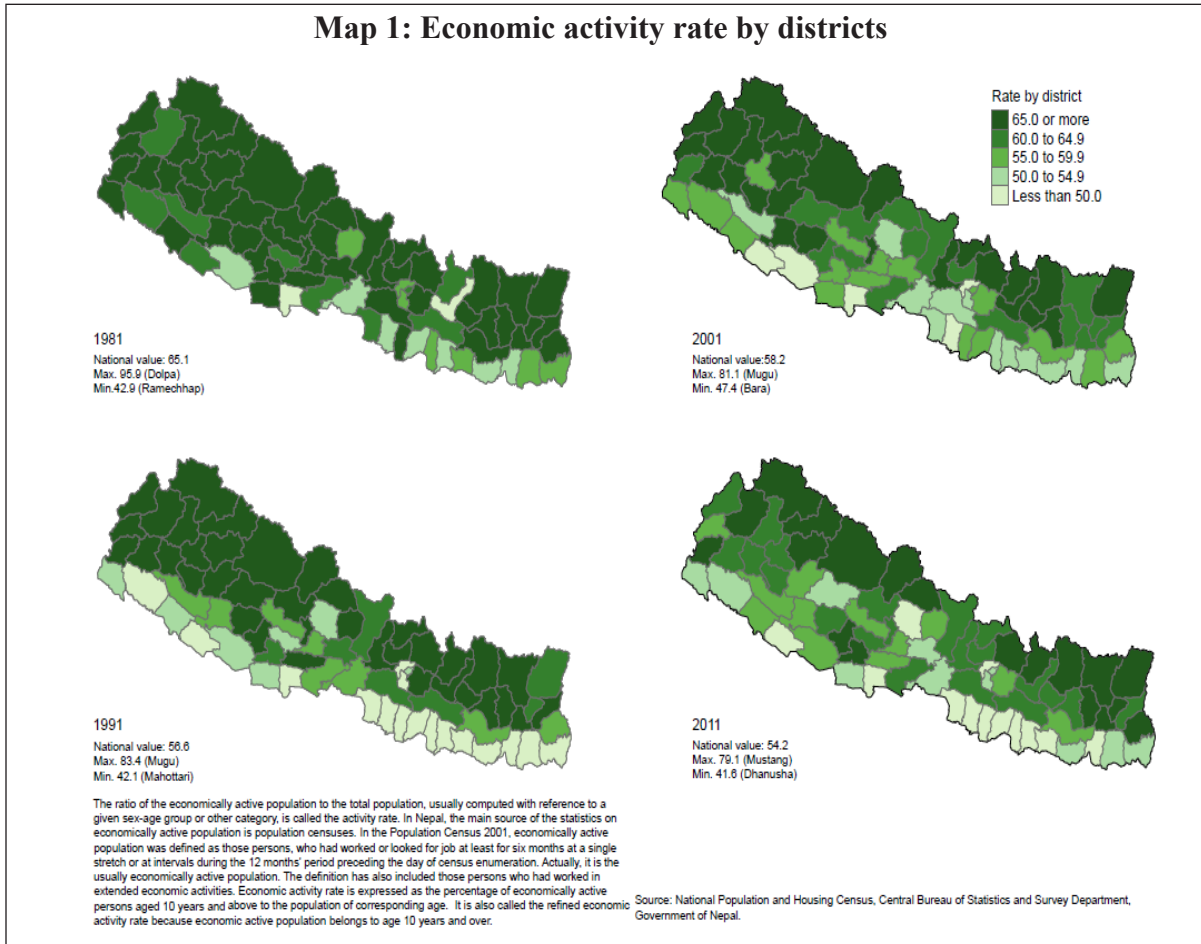 Map 1: Economic activity rate by districts
Rate by district
65.0 or more
60.0 to 64.9
55.0 to 59.9
50.0 to 54.9
Less than 50.0
1981
National value: 65.1
Max. 95.9 (Dolpa)
Min.42.9 (Ramechhap)
2001
National value:58.2
Max. 81.1 (Mugu)
Min. 47.4 (Bara)
1991
National value: 56.6
Max. 83.4 (Mugu)
Min. 42.1 (Mahottari)
2011
National value: 54.2
Max. 79.1 (Mustang)
Min. 41.6 (Dhanusha)
The ratio of the economically active population to the total population, usually computed with reference to a
given sex-age group or other category, is called the activity rate. In Nepal, the main source of the statistics on
economically active population is population censuses. In the Population Census 2001, economically active
population was defined as those persons, who had worked or looked for job at least for six months at a single
stretch or at intervals during the 12 months' period preceding the day of census enumeration. Actually, it is the
usually economically active population. The definition has also included those persons who had worked in
extended economic activities. Economic activity rate is expressed as the percentage of economically active
persons aged 10 years and above to the population of corresponding age. It is also called the refined economic
activity rate because economic active population belongs to age 10 years and over.
Source: National Population and Housing Census, Central Bureau of Statistics and Survey Department,
Government of Nepal.